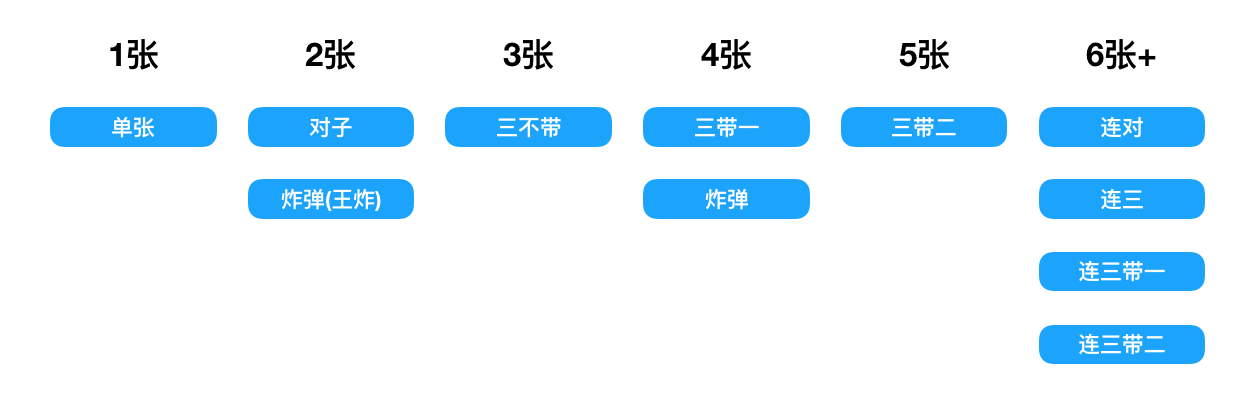 1张 2张 3张 4张 5张 6张+
单张 对子 三不带 三带一 三带二 连对
炸弹(王炸) 炸弹 连三
连三带一
连三带二